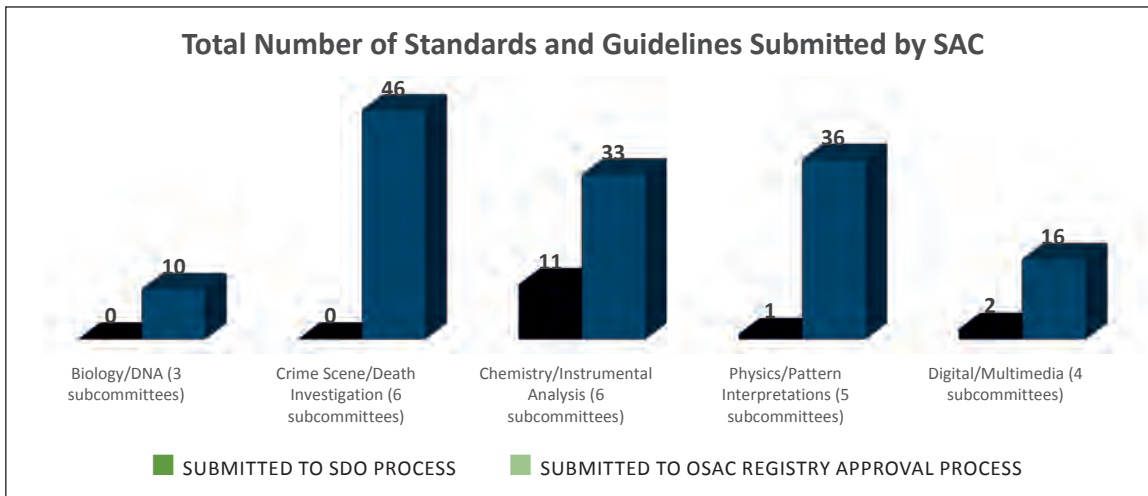 Total Number of Standards and Guidelines Submitted by SAC
0
10
0
46
11
33
1
36
2
16
Biology/DNA (3
subcommittees)
Crime Scene/Death
Investigation (6
subcommittees)
Chemistry/Instrumental
Analysis (6
subcommittees)
Physics/Pattern
Interpretations (5
subcommittees)
Digital/Multimedia (4
subcommittees)
SUBMITTED TO SDO PROCESS
SUBMITTED TO OSAC REGISTRY APPROVAL PROCESS